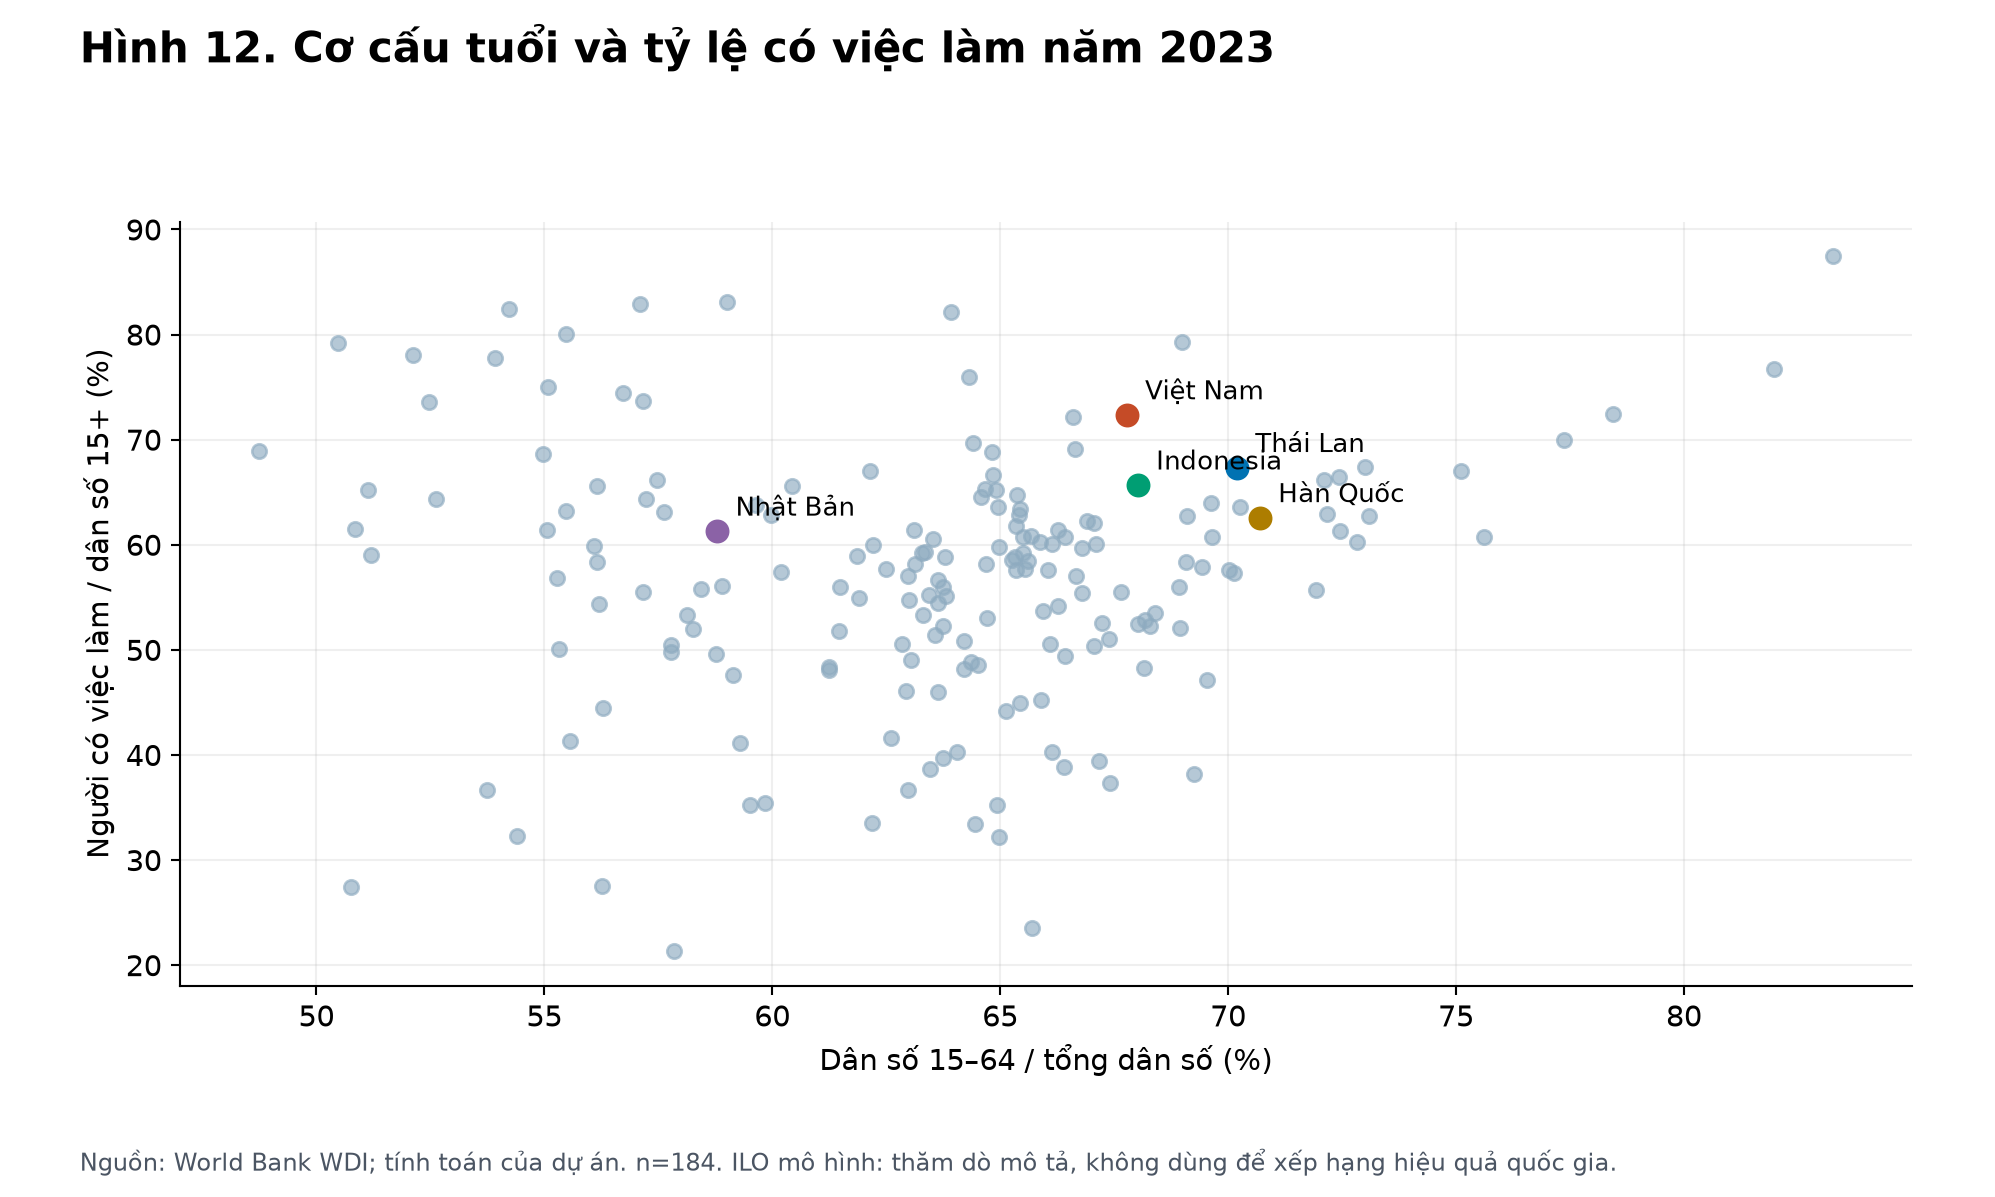 Hình 12. Cơ cấu tuổi và tỷ lệ có việc làm năm 2023
Người có việc làm / dân số 15+ (%)
90
80
70
60
50
40
30
20
Việt Nam
Thái Lan
Indonesia
Hàn Quốc
Nhật Bản
50 55 60 65 70 75 80
Dân số 15–64 / tổng dân số (%)
Nguồn: World Bank WDI; tính toán của dự án. n=184. ILO mô hình: thăm dò mô tả, không dùng để xếp hạng hiệu quả quốc gia.